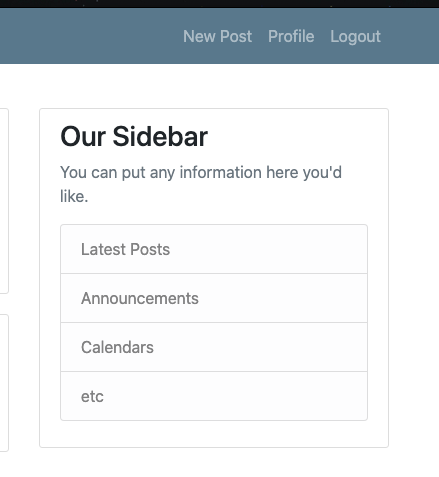 New Post Profile Logout
Our Sidebar
You can put any information here you'd
like.
Latest Posts
Announcements
Calendars
etc